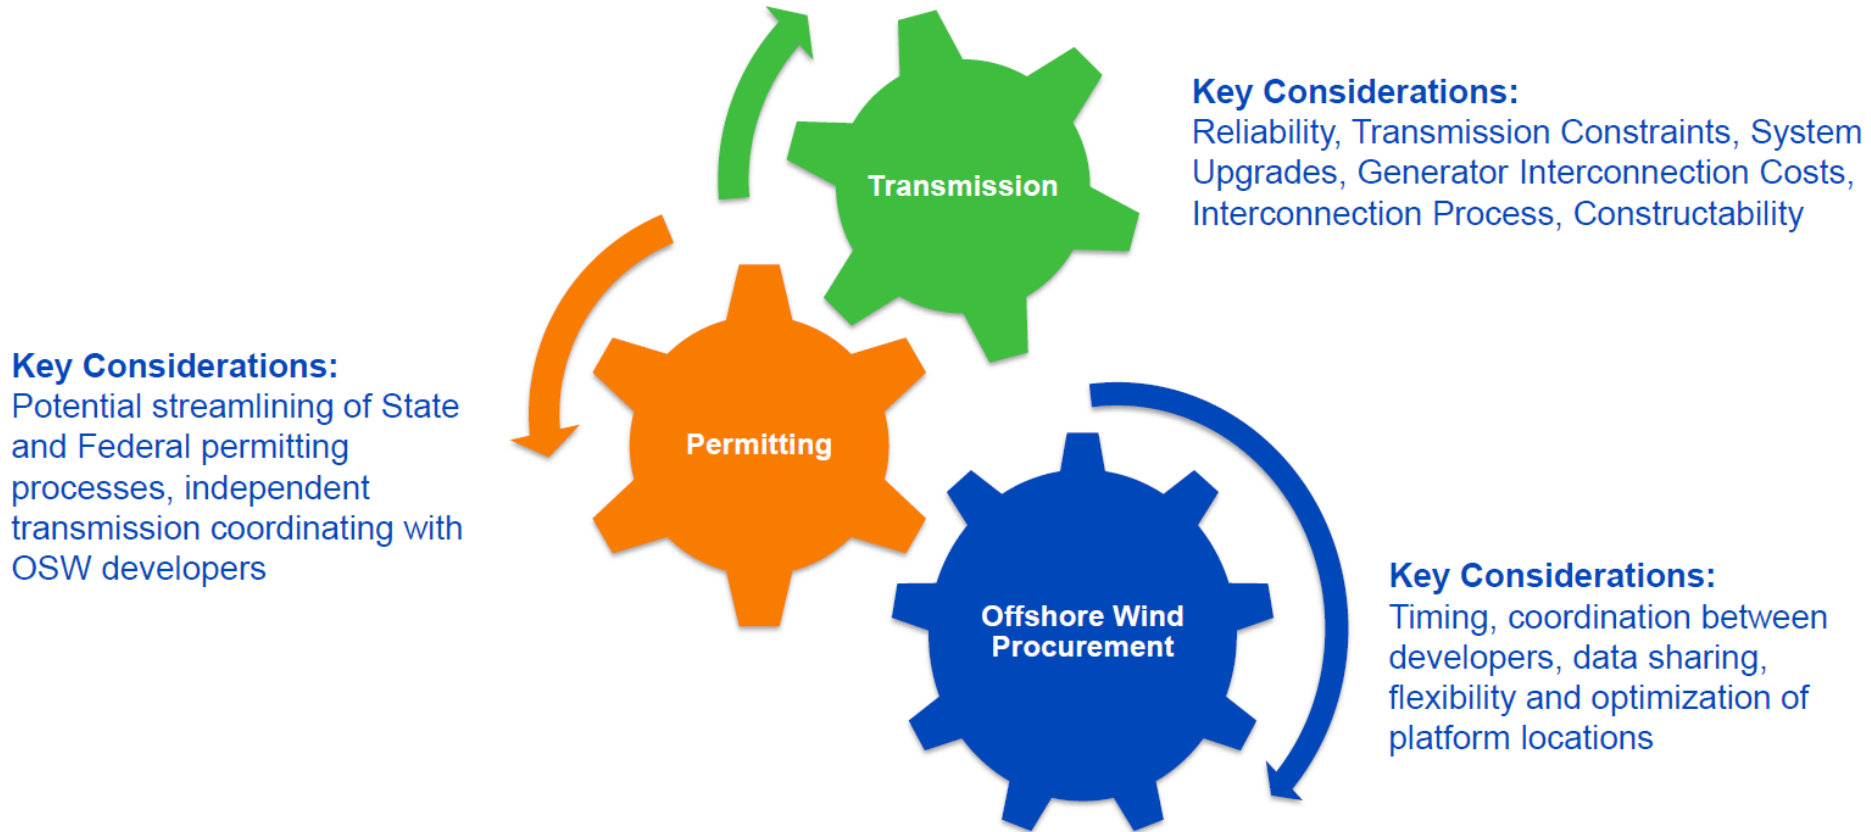 Key Considerations:
Reliability, Transmission Constraints, System
Upgrades, Generator Interconnection Costs,
Interconnection Process, Constructability
Transmission
Key Considerations:
Potential streamlining of State
and Federal permitting
processes, independent
transmission coordinating with
OSW developers
Permitting
Offshore Wind
Procurement
Key Considerations:
Timing, coordination between
developers, data sharing,
flexibility and optimization of
platform locations